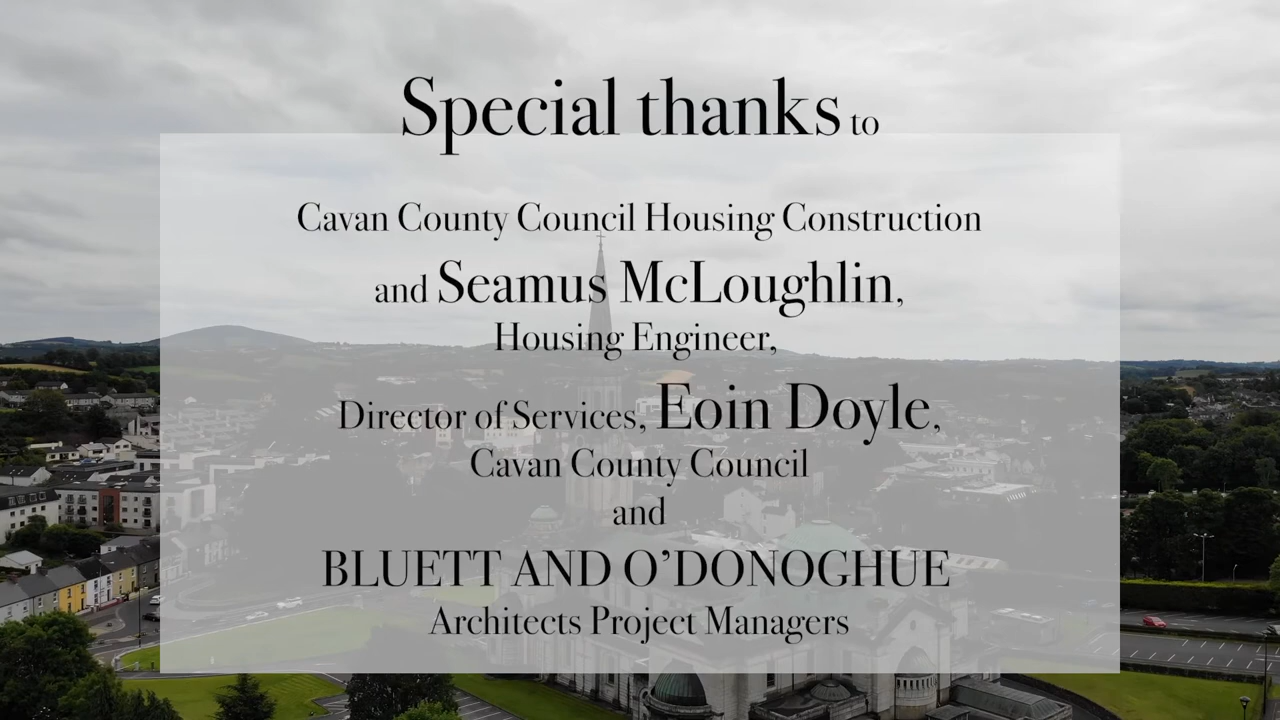 Special thanks to
Cavan County Council Housing Construction
and Seamus McLoughlin,
Housing Engineer,
Director of Services, Eoin Doyle,
Cavan County Council
and
BLUETT AND O’DONOGHUE
Architects Project Managers